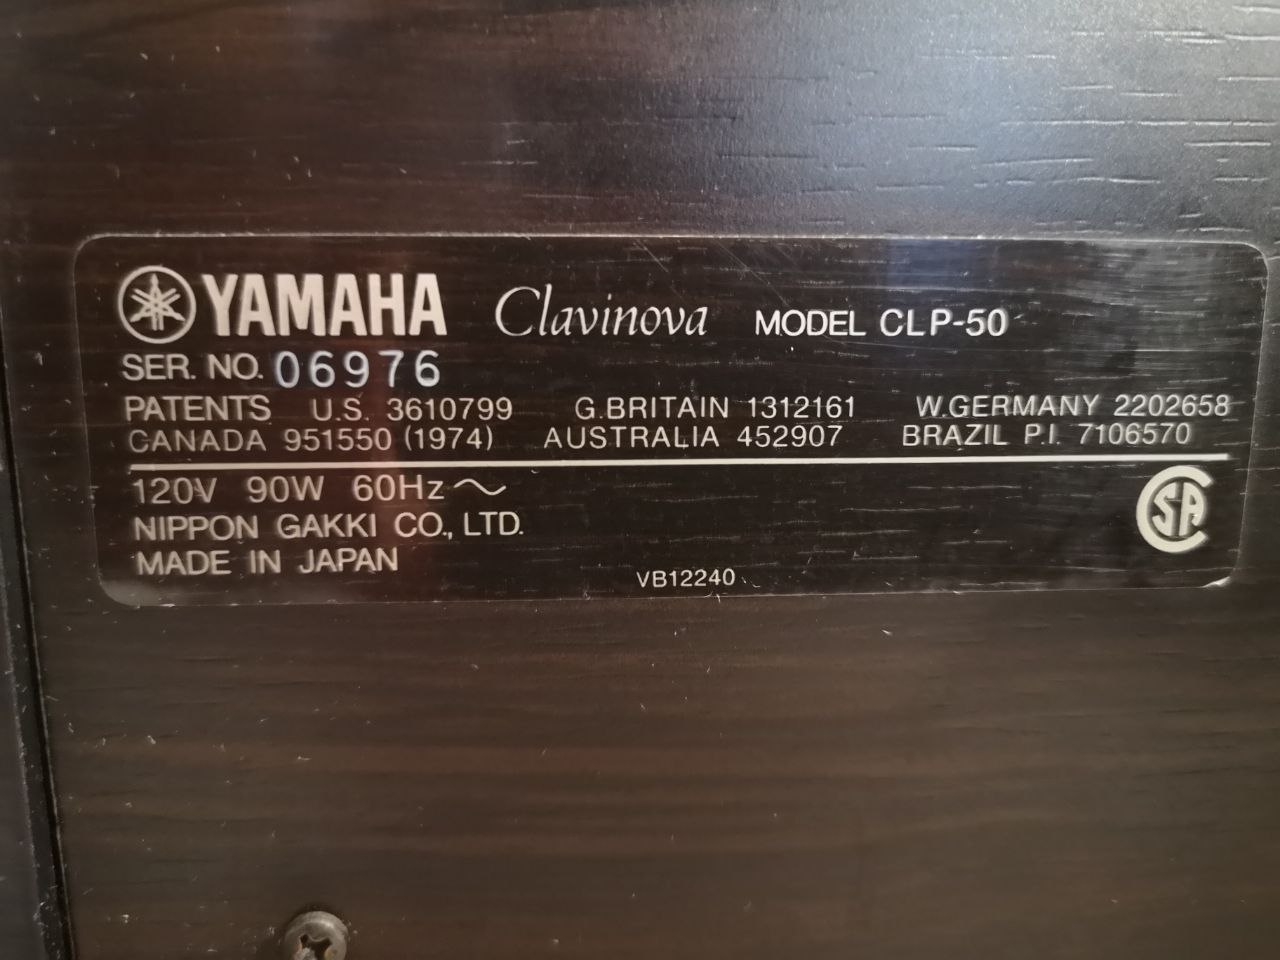 YAMAHA Clavinova MODEL CLP-50
SER. NO. 06976
PATENTS U.S. 3610799 G.BRITAIN 1312161 W.GERMANY 2202658
CANADA 951550 (1974) AUSTRALIA 452907 BRAZIL P.I. 7106570
120V 90W 60Hz ~
NIPPON GAKKI CO., LTD.
MADE IN JAPAN
VB12240
CSA